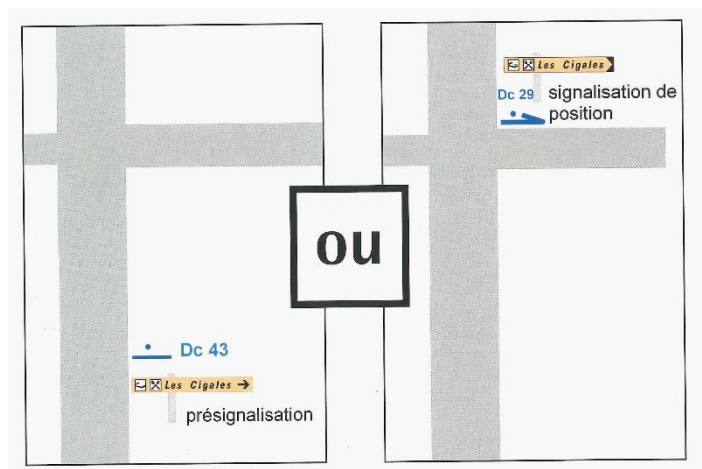 Dc 43
Les Cigales
présignalisation
ou
Les Cigales
Dc 29
signalisation de
position